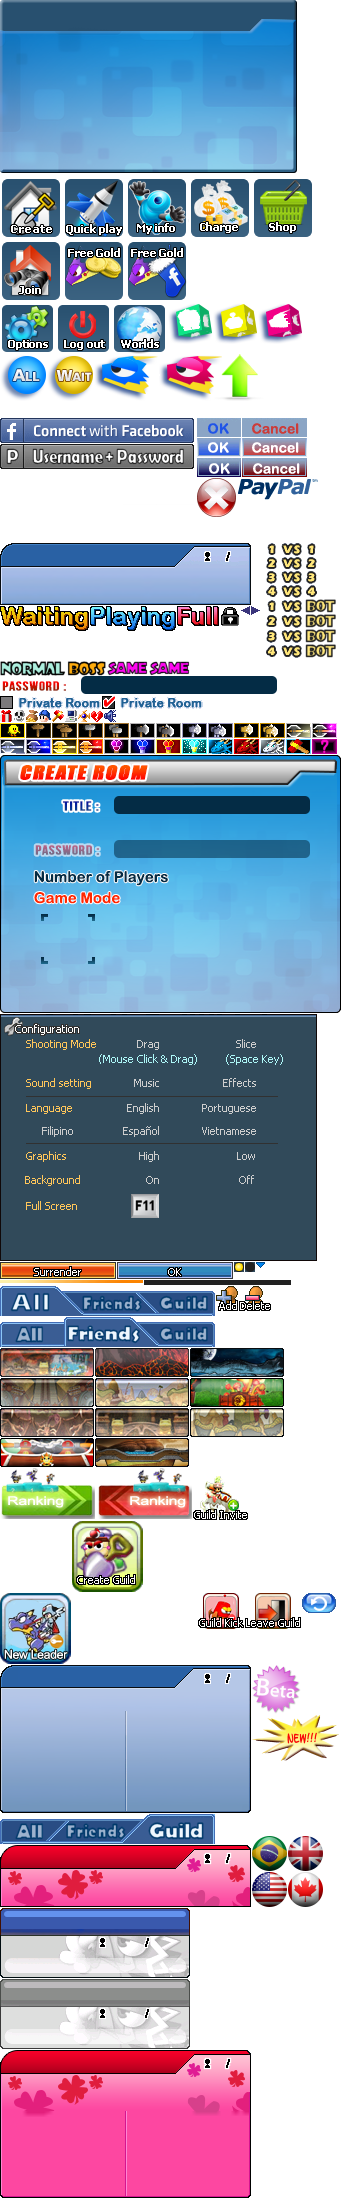 Create
Quick play
My info
Charge
Shop
Join
Free Gold
Free Gold
f
Options
Log out
Worlds
ALL
WAIT
f Connect with Facebook
P Username + Password
OK Cancel
OK Cancel
OK Cancel
PayPal
/
1 VS 1
2 VS 2
3 VS 3
4 VS 4
1 VS BOT
2 VS BOT
3 VS BOT
4 VS BOT
Waiting Playing Full
NORMAL BOSS SAME SAME
PASSWORD :
Private Room Private Room
?
CREATE ROOM
TITLE :
PASSWORD :
Number of Players
Game Mode
Configuration
Shooting Mode Drag Slice
(Mouse Click & Drag) (Space Key)
Sound setting Music Effects
Language English Portuguese
Filipino Español Vietnamese
Graphics High Low
Background On Off
Full Screen F11
Surrender OK
All Friends Guild
Add Delete
All Friends Guild
Ranking Ranking
Guild Invite
Create Guild
New Leader
Guild Kick Leave Guild
/
Beta
NEW!!!
All Friends Guild
/
/
/
/